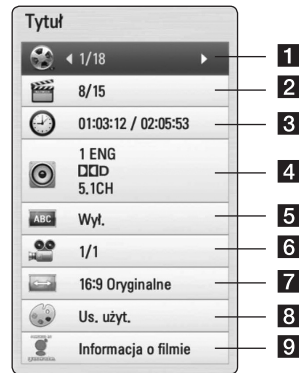 Tytuł
1/18 1
8/15 2
01:03:12 / 02:05:53 3
1 ENG
D
5.1CH
4
ABC Wył. 5
1/1 6
16:9 Oryginalne 7
Us. użyt. 8
Informacja o filmie 9